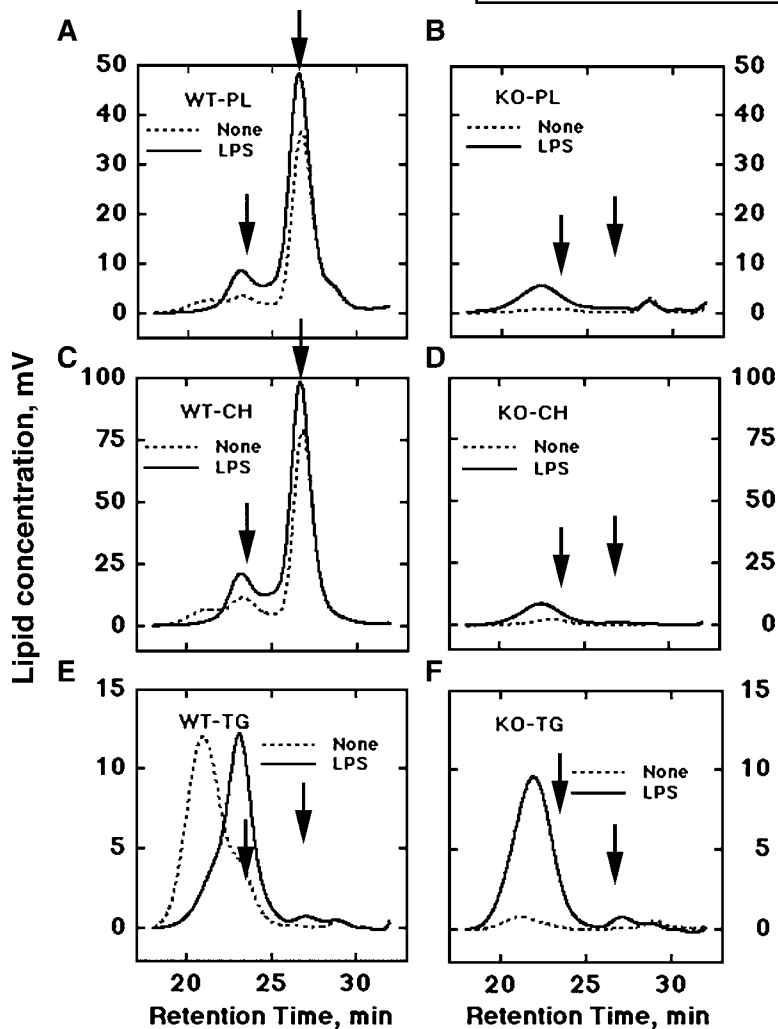 A
B
50
40
30
20
10
0
WT-PL
None
LPS
KO-PL
None
LPS
50
40
30
20
10
0
C
D
100
75
50
25
0
WT-CH
None
LPS
KO-CH
None
LPS
100
75
50
25
0
Lipid concentration, mV
E
F
15
10
5
0
WT-TG
None
LPS
KO-TG
None
LPS
15
10
5
0
20 25 30
20 25 30
Retention Time, min
Retention Time, min